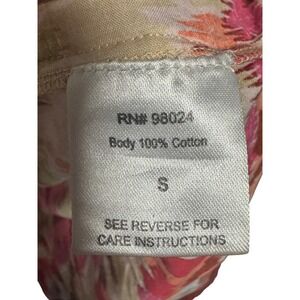 RN# 98024
Body 100% Cotton
S
SEE REVERSE FOR
CARE INSTRUCTIONS